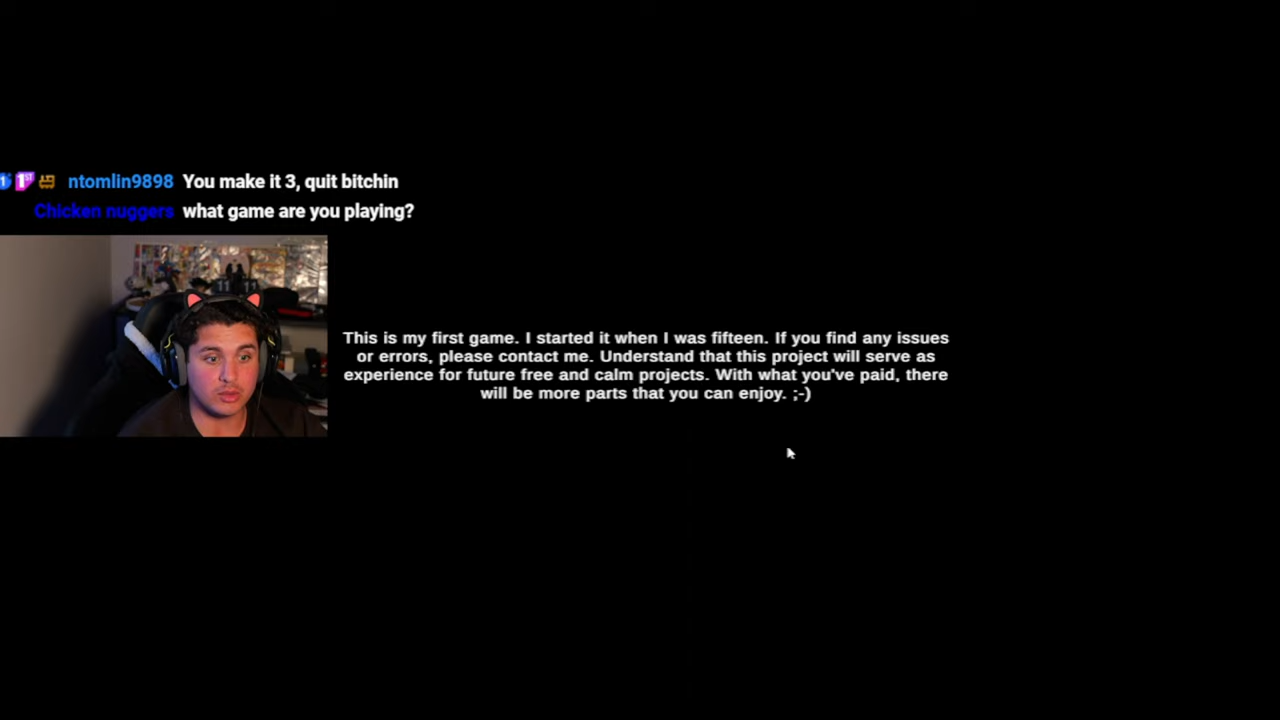 ntomlin9898 You make it 3, quit bitchin
Chicken nuggers what game are you playing?
This is my first game. I started it when I was fifteen. If you find any issues
or errors, please contact me. Understand that this project will serve as
experience for future free and calm projects. With what you've paid, there
will be more parts that you can enjoy. ;-)